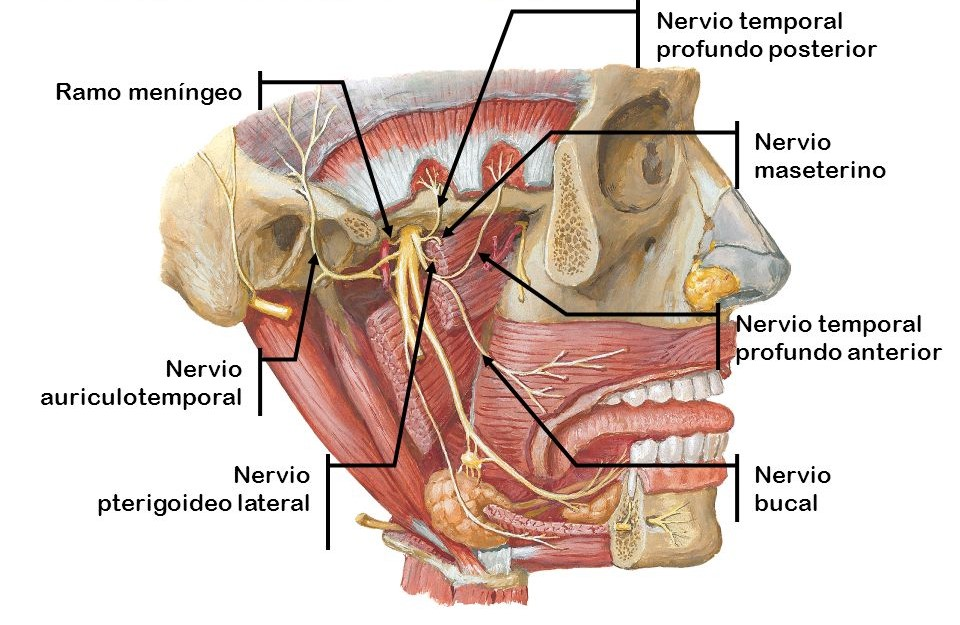 Nervio temporal
profundo posterior
Ramo meníngeo
Nervio
maseterino
Nervio temporal
profundo anterior
Nervio
auriculotemporal
Nervio
pterigoideo lateral
Nervio
bucal